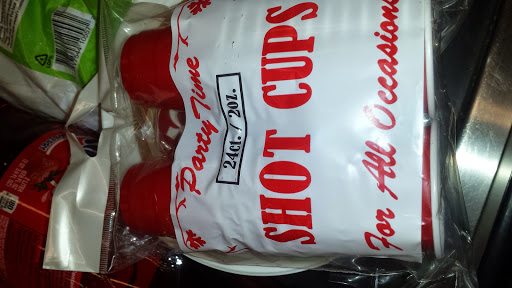 Party Time
24ct. / 2oz.
SHOT CUPS
For All Occasions